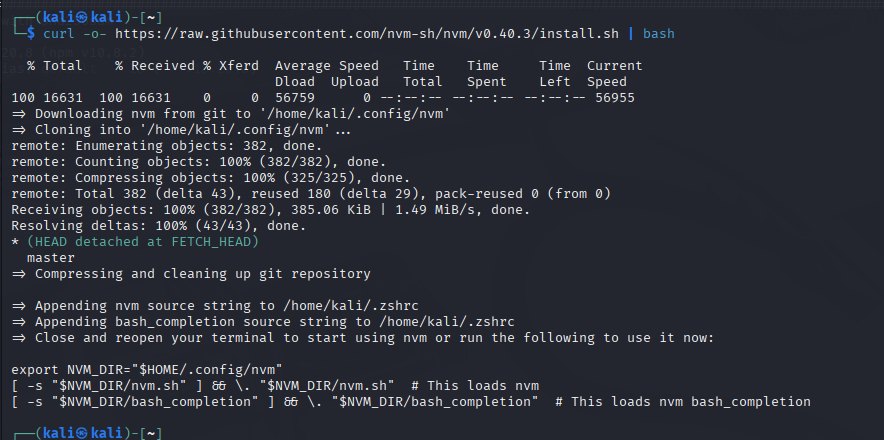 ┌──(kali㉿kali)-[~]
└─$ curl -o- https://raw.githubusercontent.com/nvm-sh/nvm/v0.40.3/install.sh | bash
% Total % Received % Xferd Average Speed Time Time Time Current
Dload Upload Total Spent Left Speed
100 16631 100 16631 0 0 56759 0 --:--:-- --:--:-- --:--:-- 56955
=> Downloading nvm from git to '/home/kali/.config/nvm'
=> Cloning into '/home/kali/.config/nvm'...
remote: Enumerating objects: 382, done.
remote: Counting objects: 100% (382/382), done.
remote: Compressing objects: 100% (325/325), done.
remote: Total 382 (delta 43), reused 180 (delta 29), pack-reused 0 (from 0)
Receiving objects: 100% (382/382), 385.06 KiB | 1.49 MiB/s, done.
Resolving deltas: 100% (43/43), done.
* (HEAD detached at FETCH_HEAD)
master
=> Compressing and cleaning up git repository
=> Appending nvm source string to /home/kali/.zshrc
=> Appending bash_completion source string to /home/kali/.zshrc
=> Close and reopen your terminal to start using nvm or run the following to use it now:
export NVM_DIR="$HOME/.config/nvm"
[ -s "$NVM_DIR/nvm.sh" ] && \. "$NVM_DIR/nvm.sh" # This loads nvm
[ -s "$NVM_DIR/bash_completion" ] && \. "$NVM_DIR/bash_completion" # This loads nvm bash_completion
┌──(kali㉿kali)-[~]